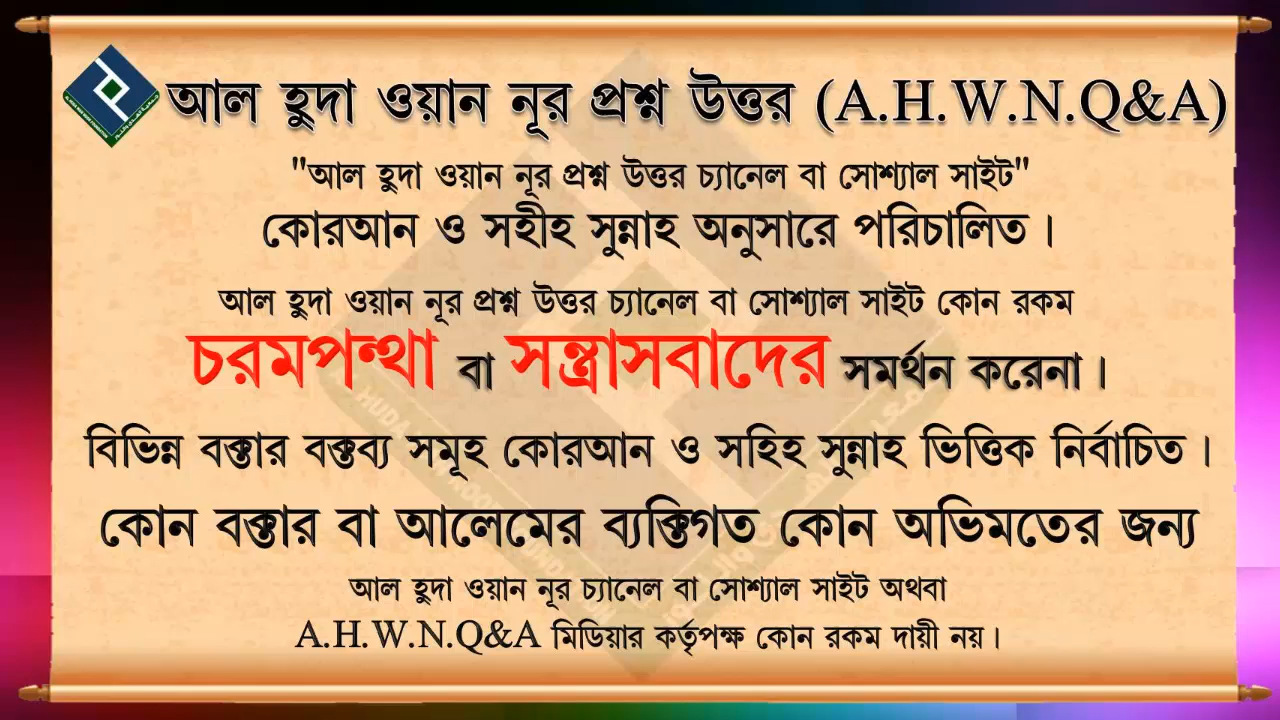 আল হুদা ওয়ান নূর প্রশ্ন উত্তর (A.H.W.N.Q&A)
"আল হুদা ওয়ান নূর প্রশ্ন উত্তর চ্যানেল বা সোশ্যাল সাইট"
কোরআন ও সহীহ সুন্নাহ অনুসারে পরিচালিত।
আল হুদা ওয়ান নূর প্রশ্ন উত্তর চ্যানেল বা সোশ্যাল সাইট কোন রকম
চরমপন্থা বা সন্ত্রাসবাদের সমর্থন করেনা।
বিভিন্ন বক্তার বক্তব্য সমূহ কোরআন ও সহিহ সুন্নাহ ভিত্তিক নির্বাচিত।
কোন বক্তার বা আলেমের ব্যক্তিগত কোন অভিমতের জন্য
আল হুদা ওয়ান নূর চ্যানেল বা সোশ্যাল সাইট অথবা
A.H.W.N.Q&A মিডিয়ার কর্তৃপক্ষ কোন রকম দায়ী নয়।